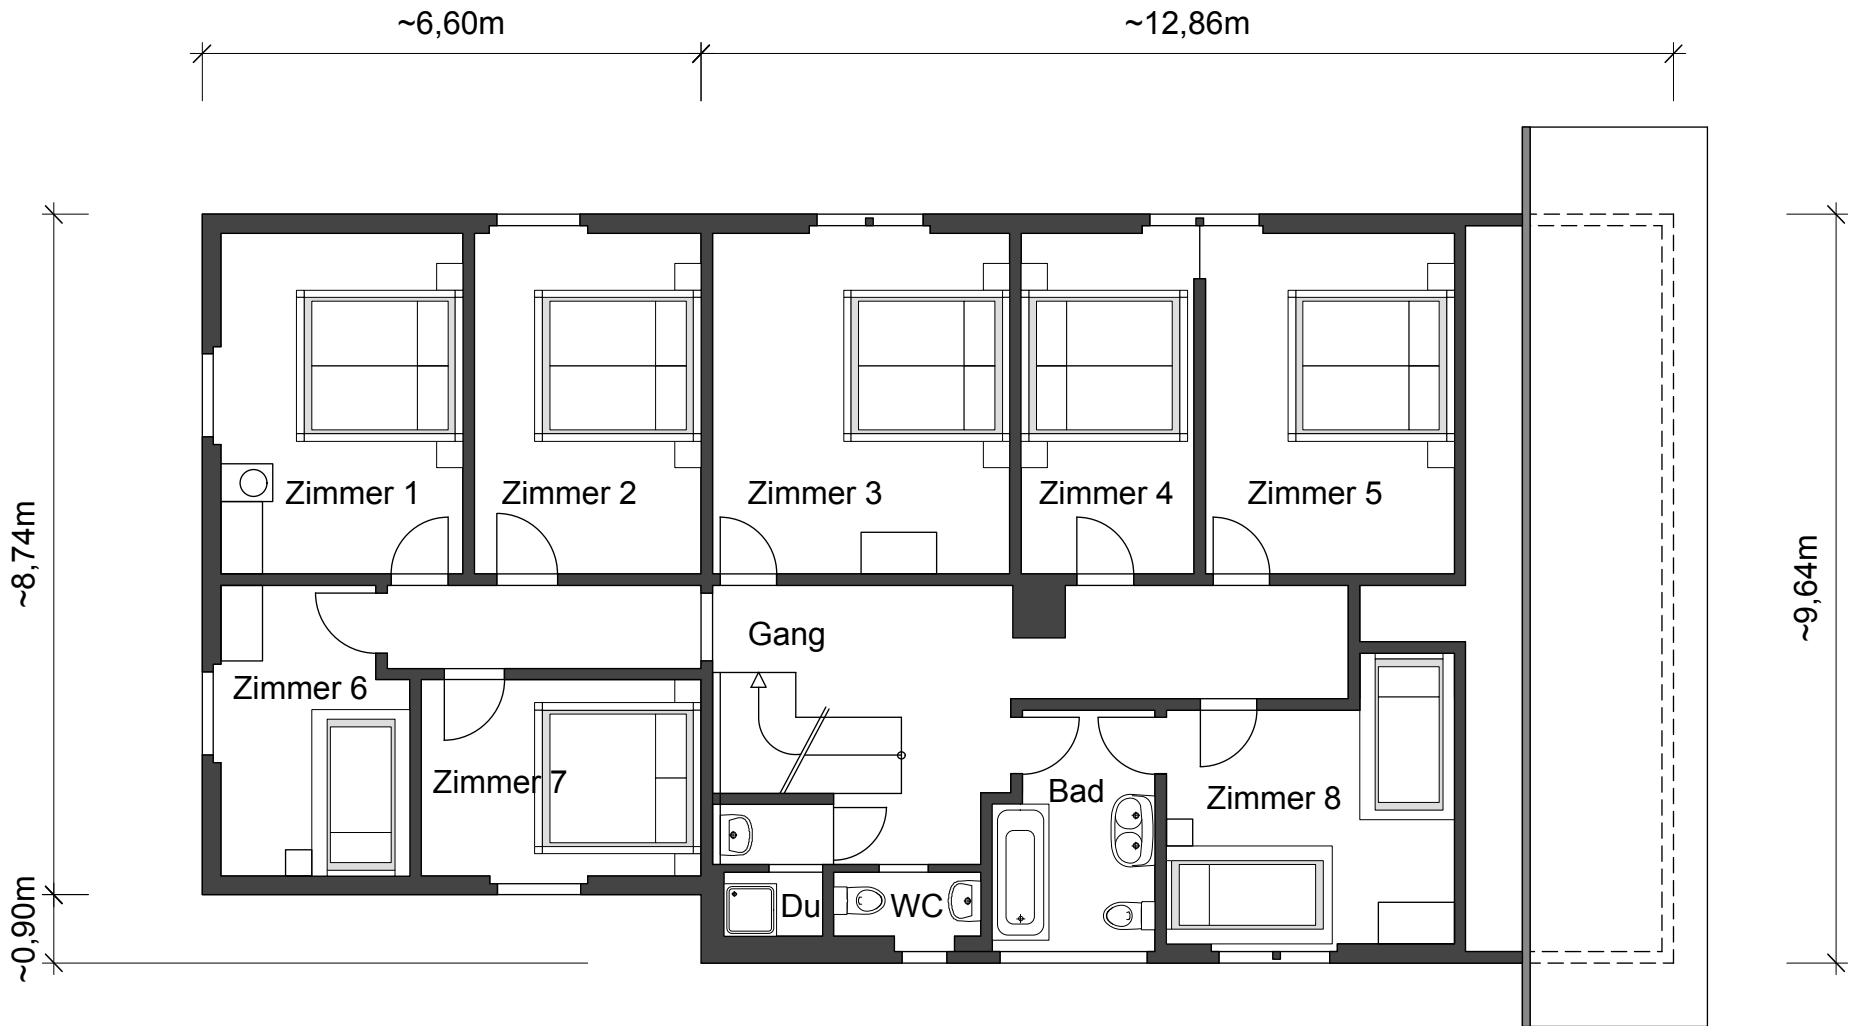 ~6,60m
~12,86m
Zimmer 1
Zimmer 2
Zimmer 3
Zimmer 4
Zimmer 5
~8,74m
~9,64m
Gang
Zimmer 6
Zimmer 7
Bad
Zimmer 8
Du
WC
~0,90m